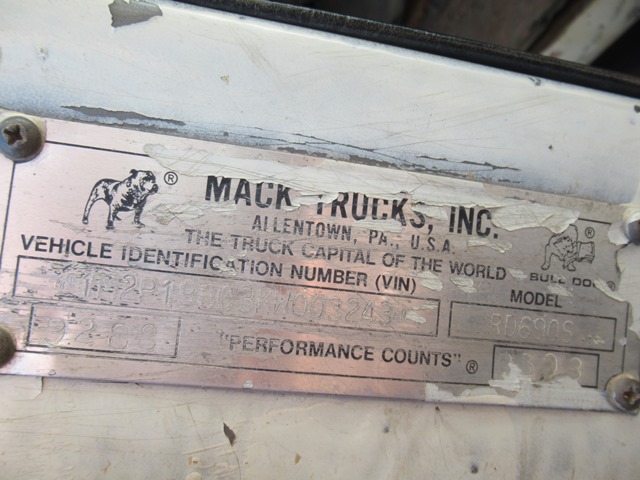 MACK TRUCKS, INC.
ALLENTOWN, PA., U.S.A.
THE TRUCK CAPITAL OF THE WORLD
VEHICLE IDENTIFICATION NUMBER (VIN)
BULL DOG
MODEL
RD690S
"PERFORMANCE COUNTS" ®